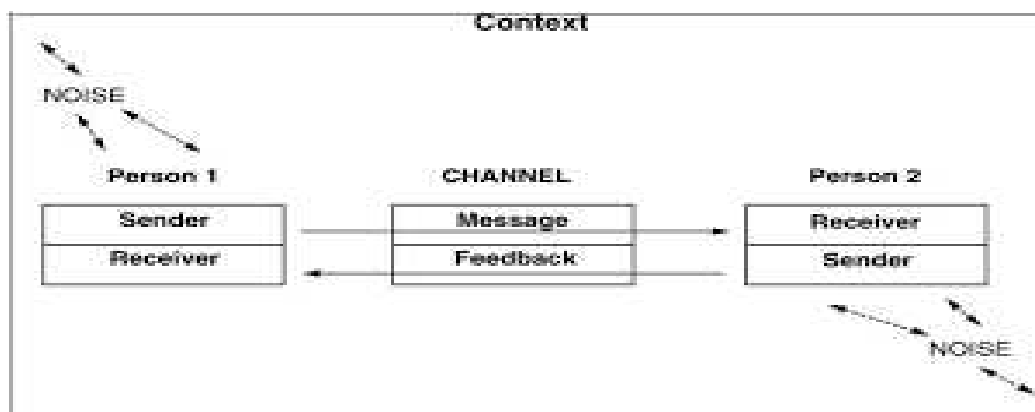 Context
NOISE
Person 1 CHANNEL Person 2
Sender Message Receiver
Receiver Feedback Sender
NOISE